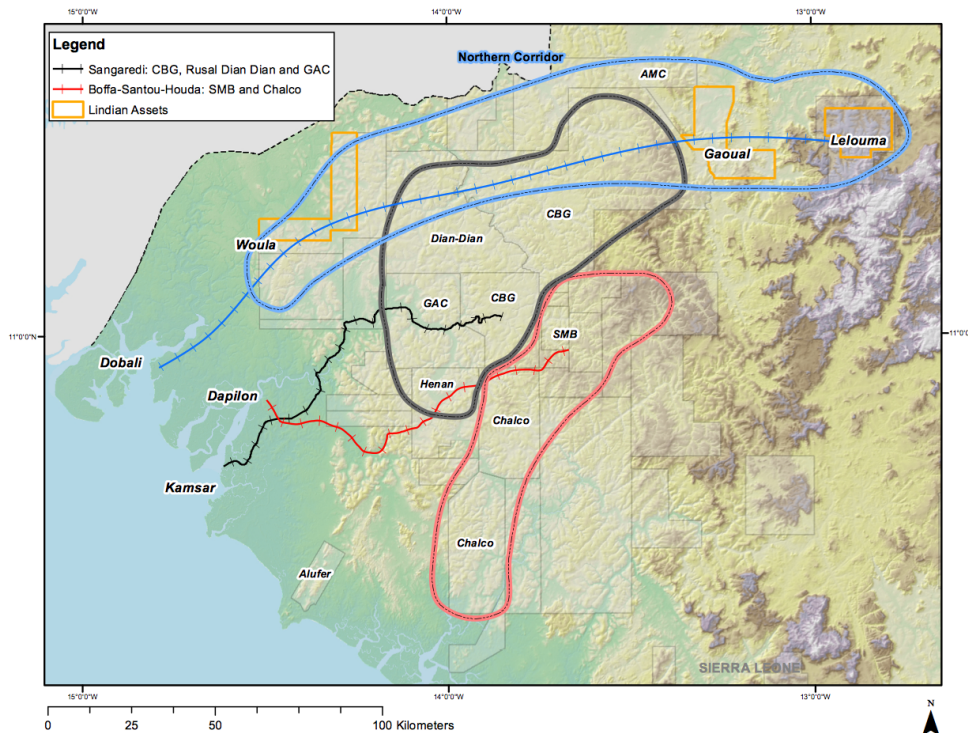 15°0'0"W
14°0'0"W
13°0'0"W
Legend
Sangaredi: CBG, Rusal Dian Dian and GAC
Boffa-Santou-Houda: SMB and Chalco
Lindian Assets
Northern Corridor
AMC
Gaoual
Lelouma
Woula
CBG
Dian-Dian
GAC
CBG
11°0'0"N
11°0'0"N
SMB
Dobali
Dapilon
Henan
Chalco
Kamsar
Chalco
Alufer
SIERRA LEONE
15°0'0"W
14°0'0"W
13°0'0"W
0
25
50
100 Kilometers
N